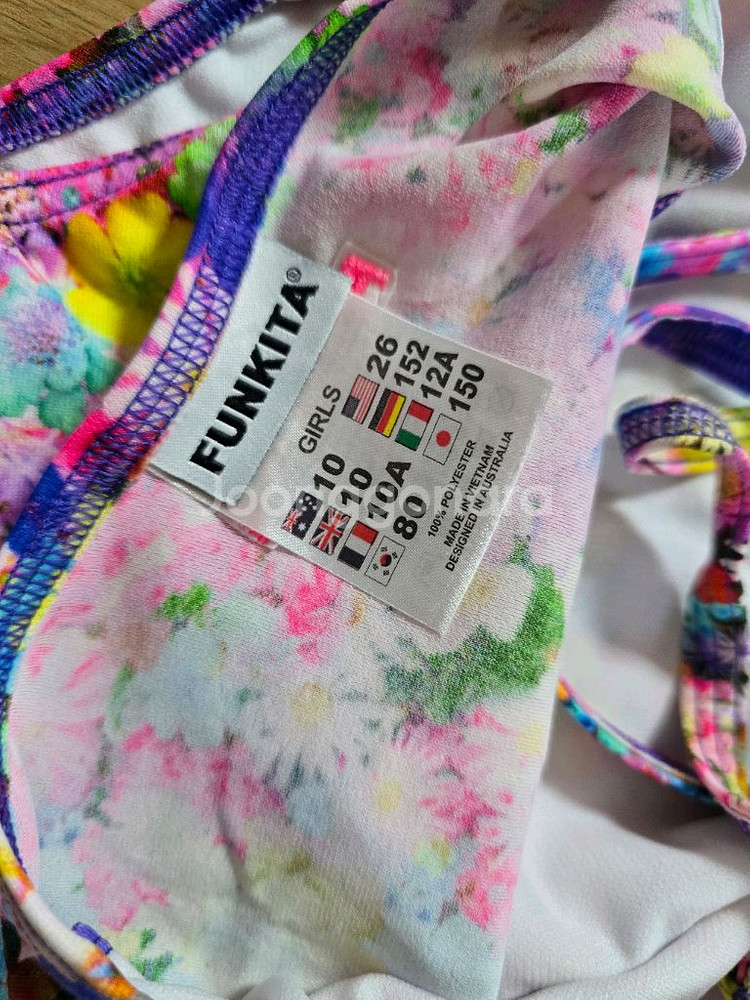 FUNKITA®
GIRLS
26
152
12A
150
10
10
10A
80
100% POLYESTER
MADE IN VIETNAM
DESIGNED IN AUSTRALIA